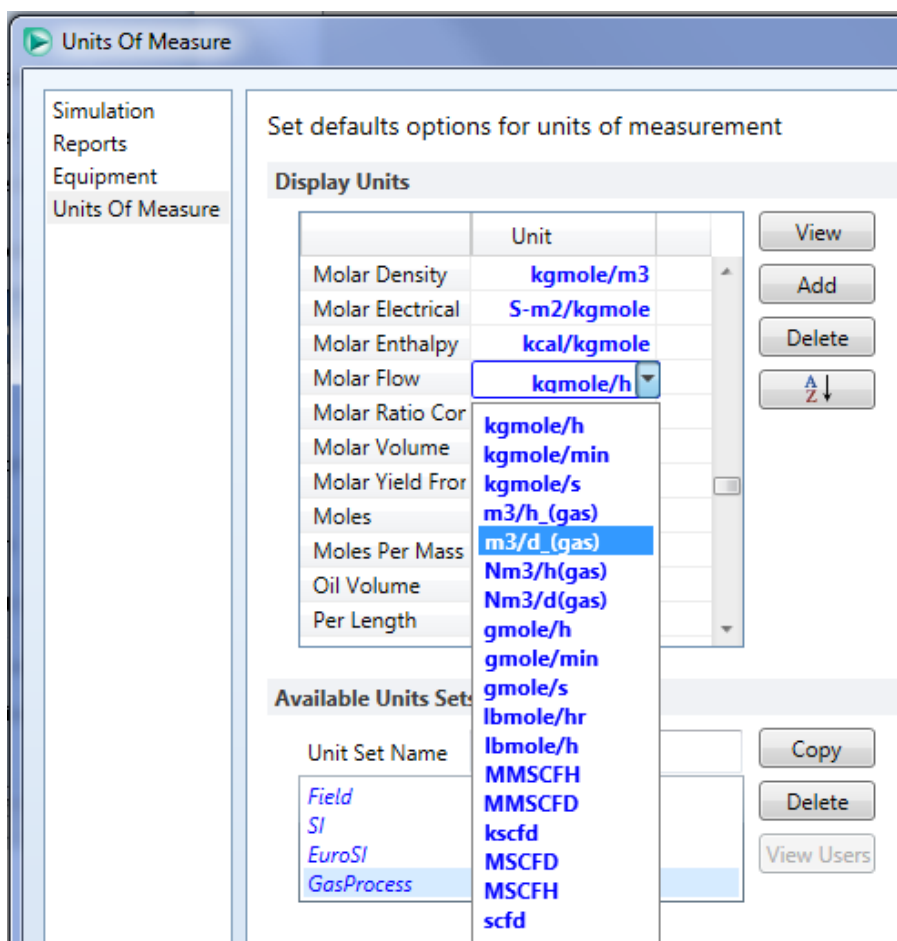 Units Of Measure
Simulation
Reports
Equipment
Units Of Measure
Set defaults options for units of measurement
Display Units
Unit
Molar Density kgmole/m3
Molar Electrical S-m2/kgmole
Molar Enthalpy kcal/kgmole
Molar Flow kgmole/h
Molar Ratio Cor
Molar Volume
Molar Yield Fror
Moles
Moles Per Mass
Oil Volume
Per Length
kgmole/h
kgmole/min
kgmole/s
m3/h_(gas)
m3/d_(gas)
Nm3/h(gas)
Nm3/d(gas)
gmole/h
gmole/min
gmole/s
lbmole/hr
lbmole/h
MMSCFH
MMSCFD
kscfd
MSCFD
MSCFH
scfd
View
Add
Delete
A
Z
Available Units Sets
Unit Set Name
Field
SI
EuroSI
GasProcess
Copy
Delete
View Users